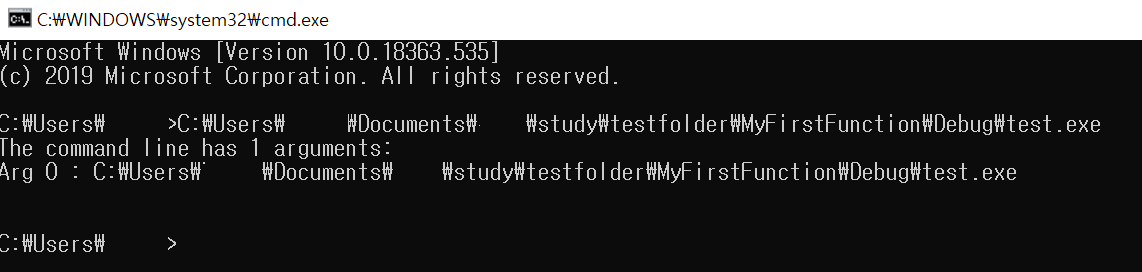 C:₩WINDOWS₩system32₩cmd.exe
Microsoft Windows [Version 10.0.18363.535]
(c) 2019 Microsoft Corporation. All rights reserved.
C:₩Users₩ >C:₩Users₩ ₩Documents₩ ₩study₩testfolder₩MyFirstFunction₩Debug₩test.exe
The command line has 1 arguments:
Arg 0 : C:₩Users₩ ₩Documents₩ ₩study₩testfolder₩MyFirstFunction₩Debug₩test.exe
C:₩Users₩ >